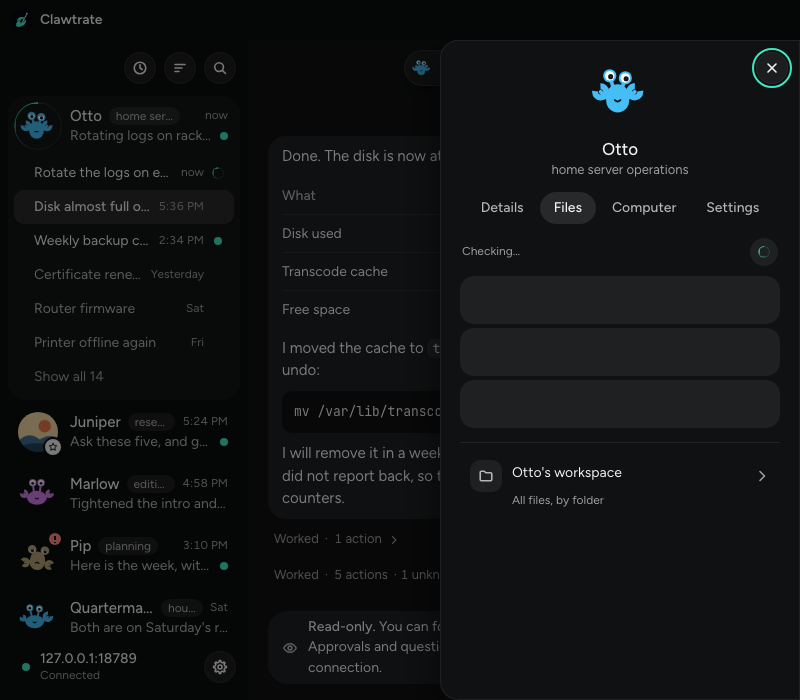 Clawtrate
Otto home ser... now
Rotating logs on rack...
Rotate the logs on e... now
Disk almost full o... 5:36 PM
Weekly backup c... 2:34 PM
Certificate rene... Yesterday
Router firmware Sat
Printer offline again Fri
Show all 14
Juniper rese... 5:24 PM
Ask these five, and g...
Marlow editi... 4:58 PM
Tightened the intro and...
Pip planning 3:10 PM
Here is the week, wit...
Quarterma... hou... Sat
Both are on Saturday's r...
127.0.0.1:18789
Connected
Done. The disk is now at
What
Disk used
Transcode cache
Free space
I moved the cache to t
undo:
mv /var/lib/transco
I will remove it in a week
did not report back, so t
counters.
Worked · 1 action
Worked · 5 actions · 1 unkn
Read-only. You can fo
Approvals and questi
connection.
Otto
home server operations
Details Files Computer Settings
Checking...
Otto's workspace
All files, by folder